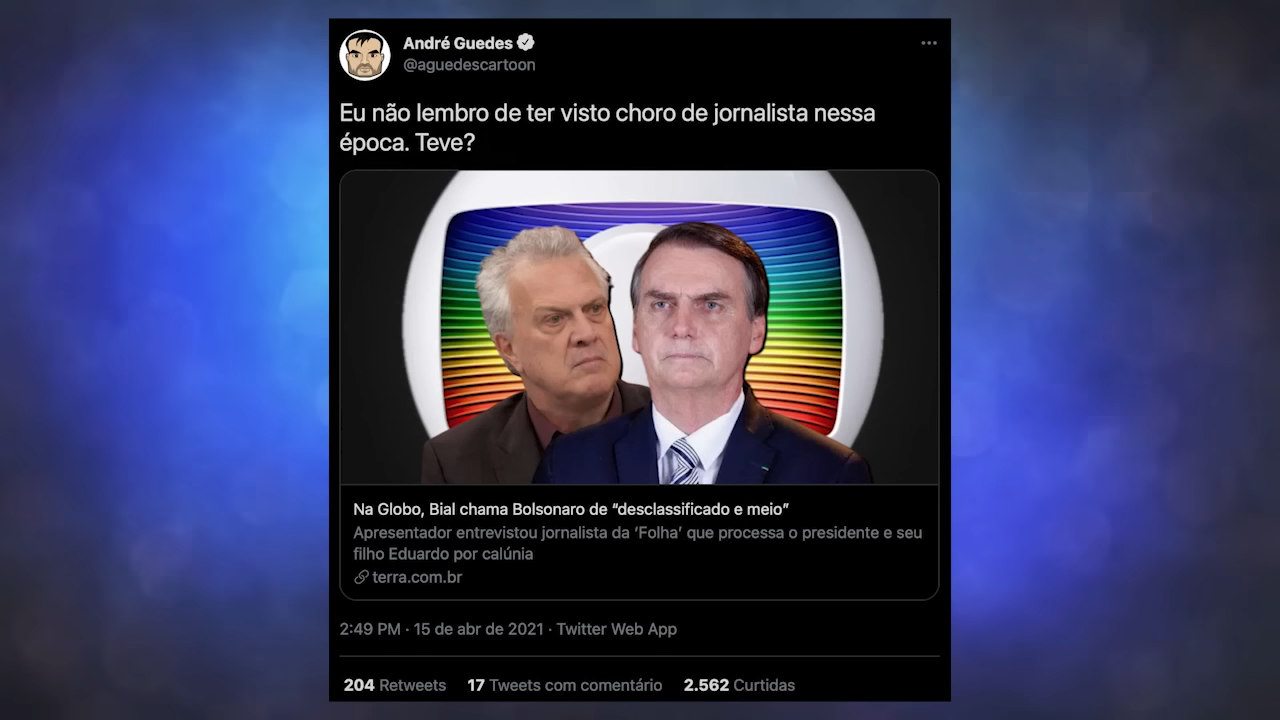 André Guedes
@aguedescartoon
Eu não lembro de ter visto choro de jornalista nessa
época. Teve?
Na Globo, Bial chama Bolsonaro de “desclassificado e meio”
Apresentador entrevistou jornalista da ‘Folha’ que processa o presidente e seu
filho Eduardo por calúnia
terra.com.br
2:49 PM · 15 de abr de 2021 · Twitter Web App
204 Retweets 17 Tweets com comentário 2.562 Curtidas